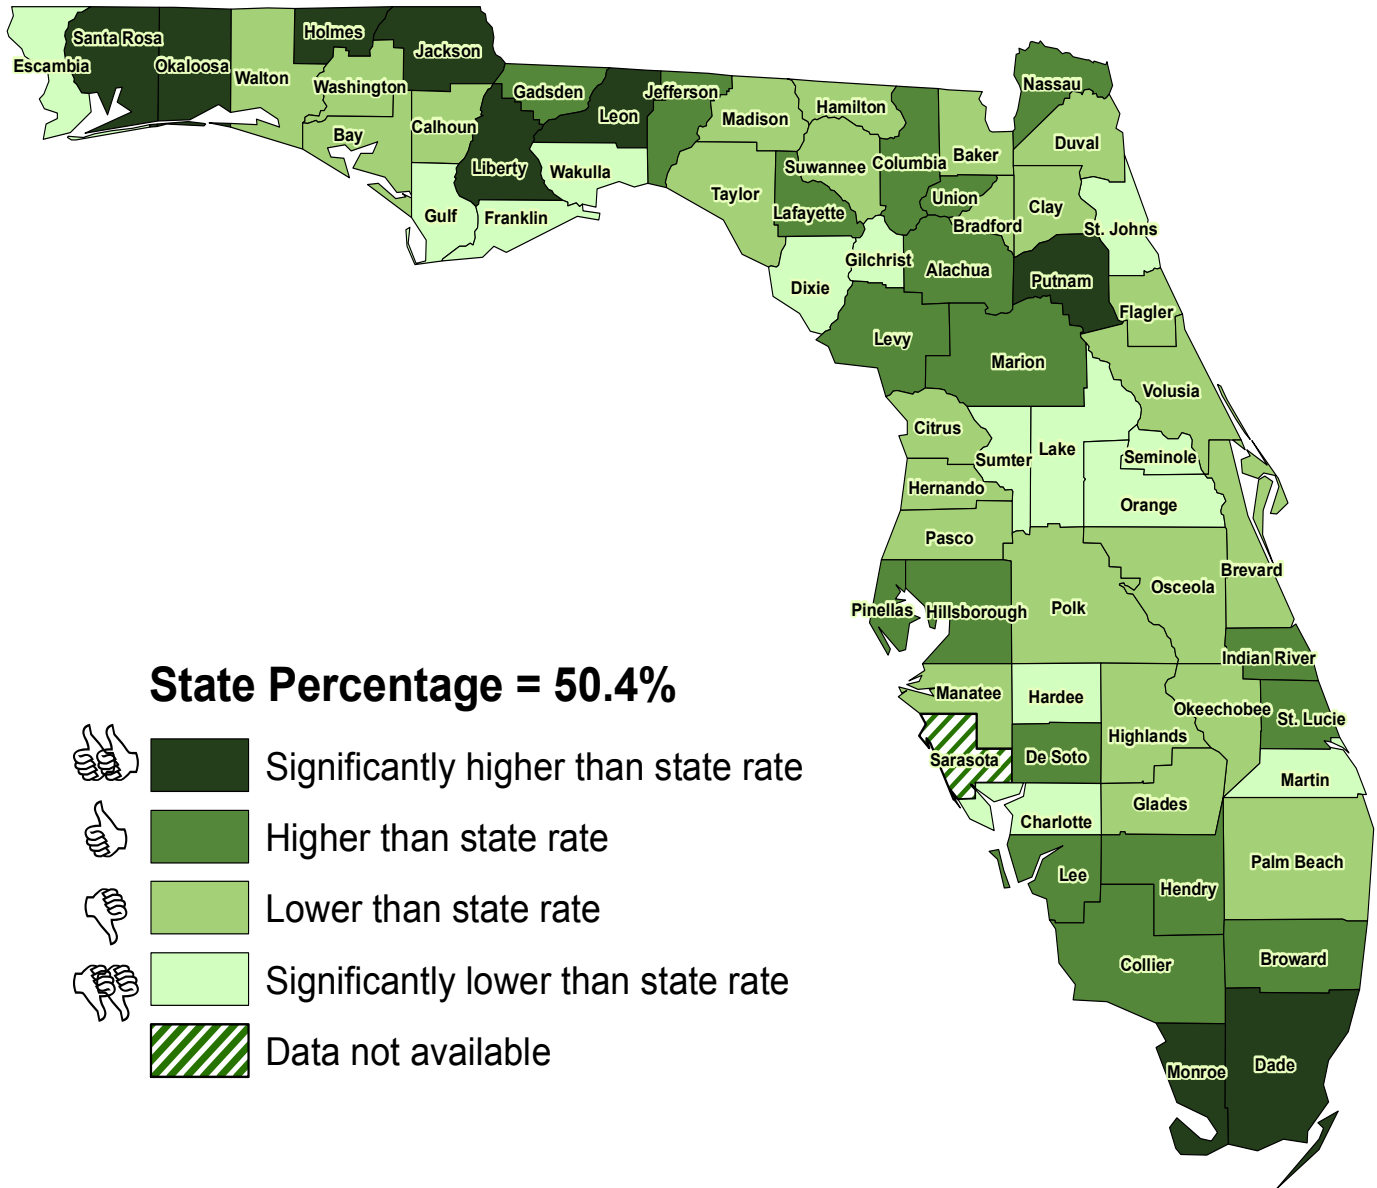 Santa Rosa
Holmes
Jackson
Escambia
Okaloosa
Walton
Washington
Gadsden
Jefferson
Leon
Nassau
Madison
Hamilton
Bay
Calhoun
Duval
Liberty
Wakulla
Suwannee
Columbia
Baker
Taylor
Union
Clay
Gulf
Franklin
Lafayette
Bradford
St. Johns
Gilchrist
Alachua
Dixie
Putnam
Flagler
Levy
Marion
Volusia
Citrus
Sumter
Lake
Seminole
Hernando
Orange
Pasco
Brevard
Osceola
Pinellas
Hillsborough
Polk
Indian River
Manatee
Hardee
Okeechobee
St. Lucie
Highlands
Sarasota
De Soto
Martin
Glades
Charlotte
Palm Beach
Lee
Hendry
Collier
Broward
Monroe
Dade
State Percentage = 50.4%
Significantly higher than state rate
Higher than state rate
Lower than state rate
Significantly lower than state rate
Data not available